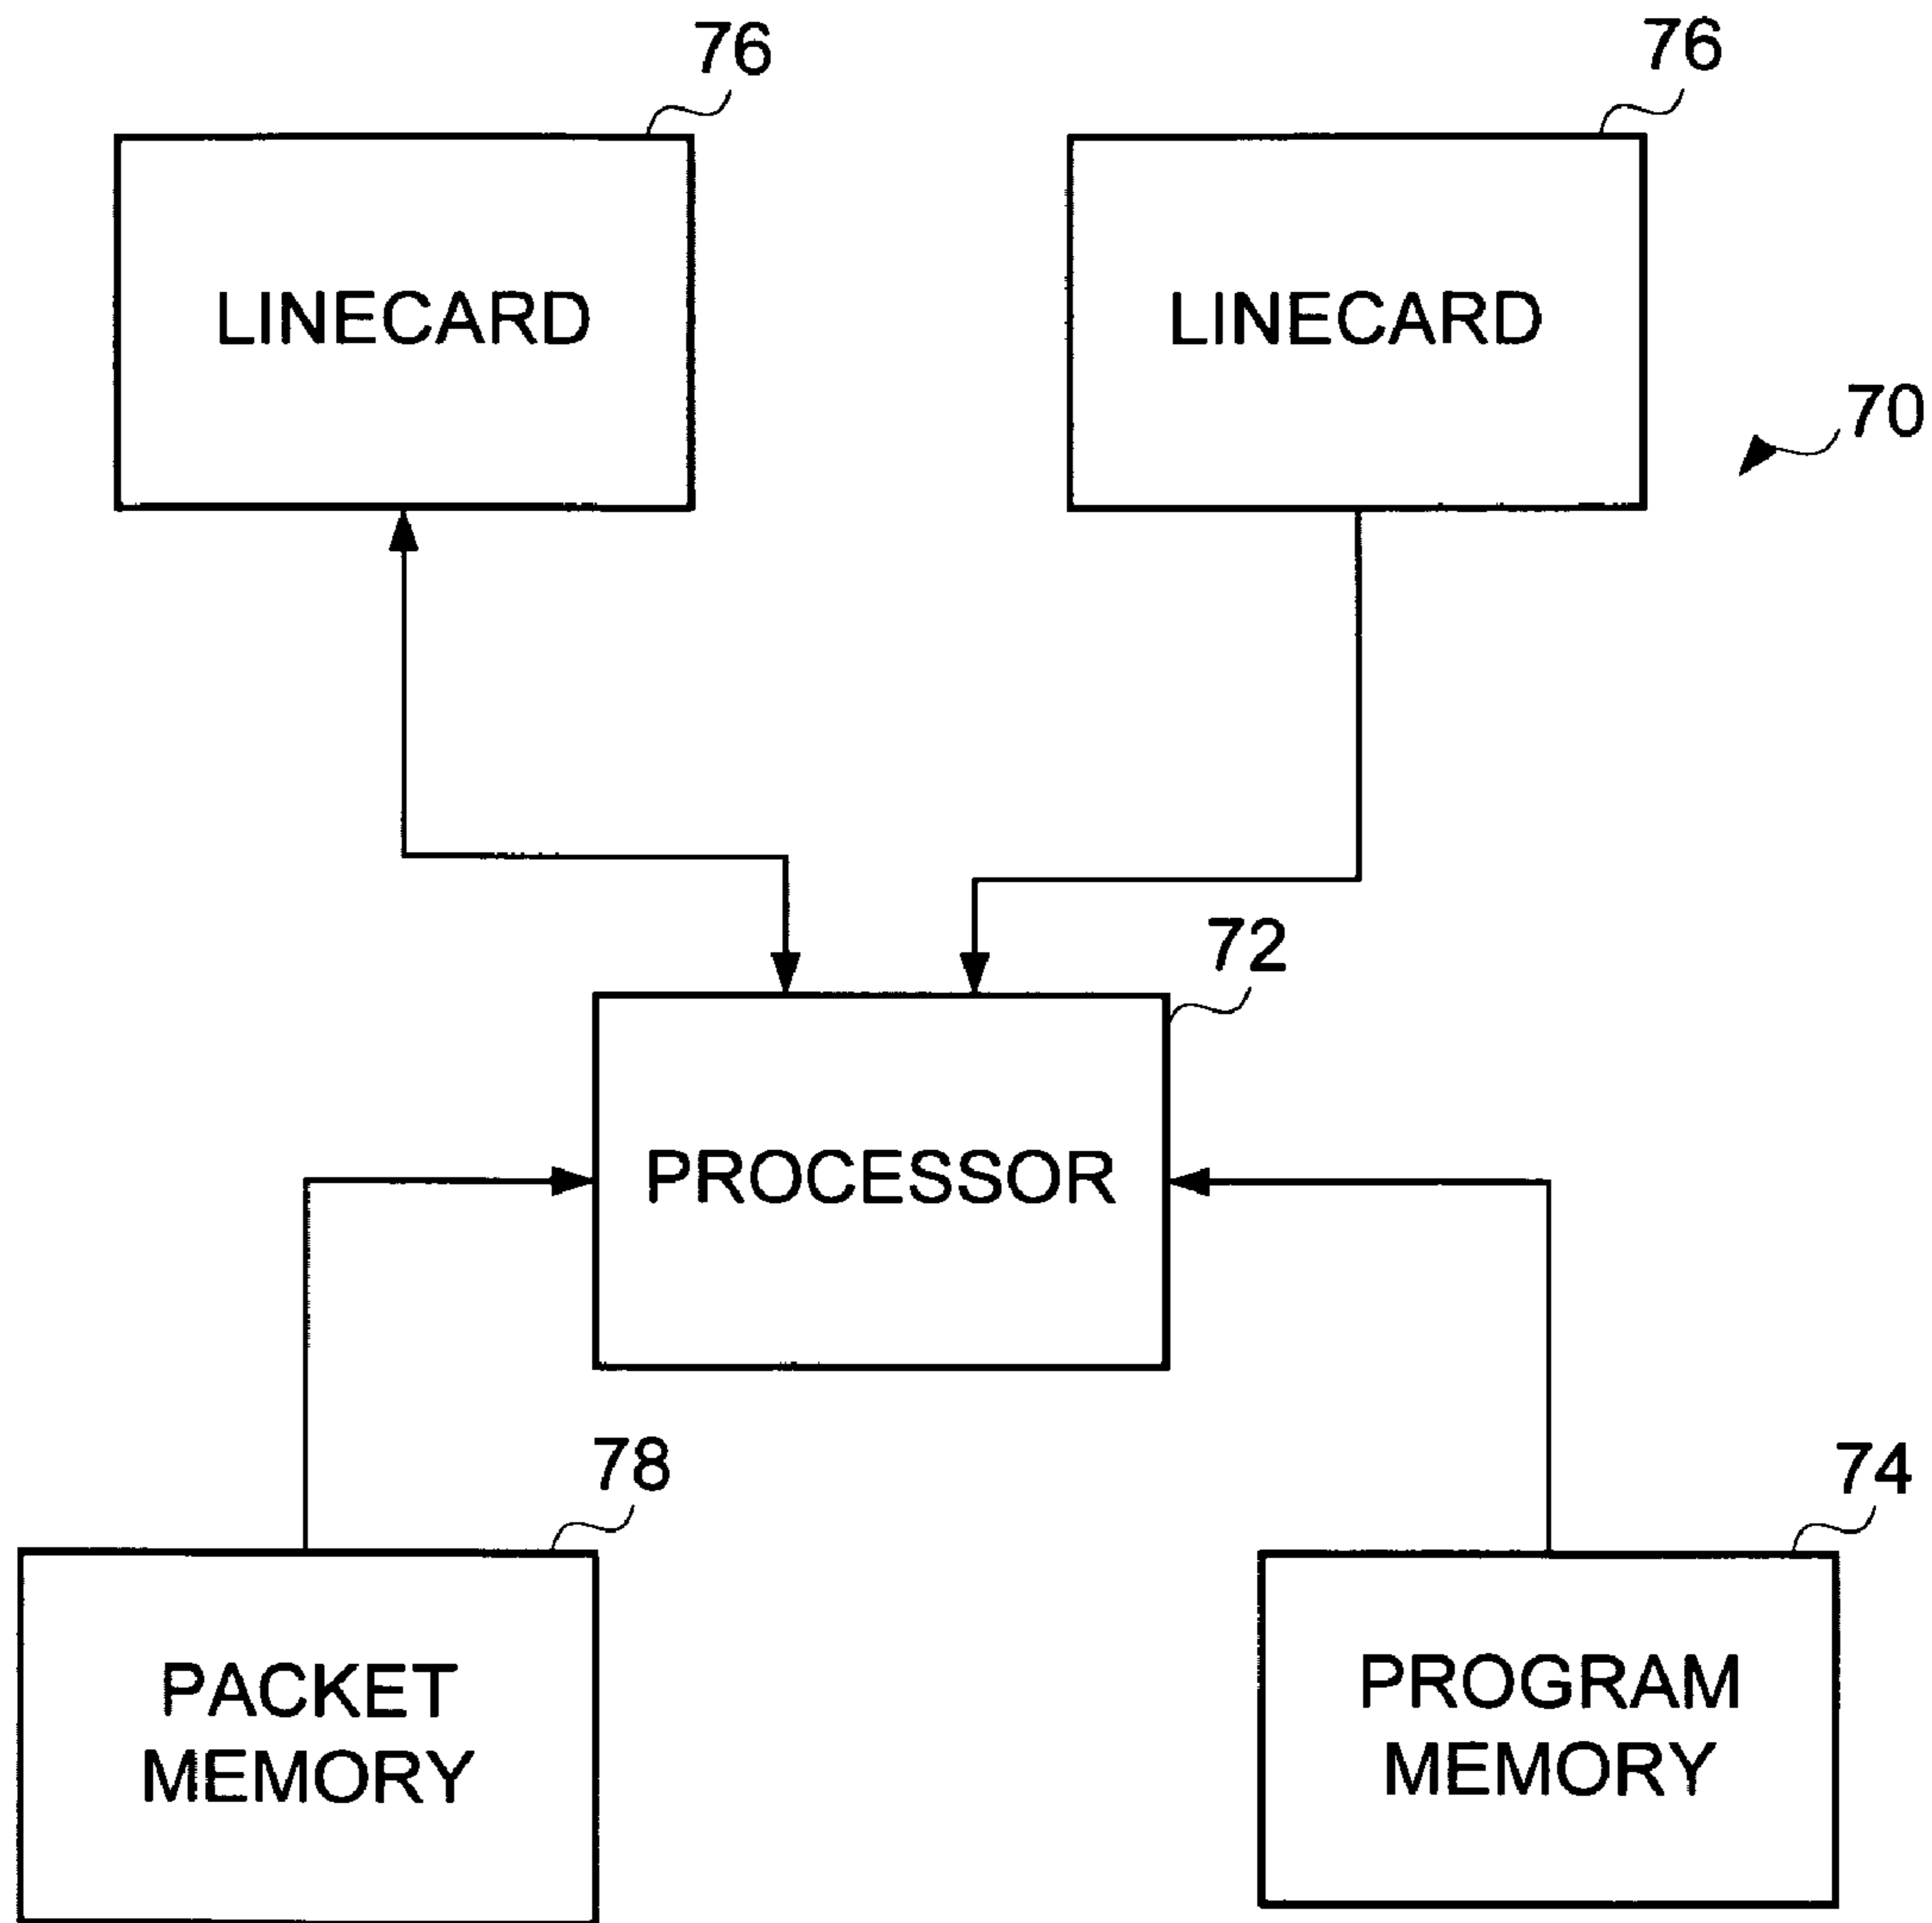 76
76
LINECARD
LINECARD
70
72
PROCESSOR
78
74
PACKET
MEMORY
PROGRAM
MEMORY